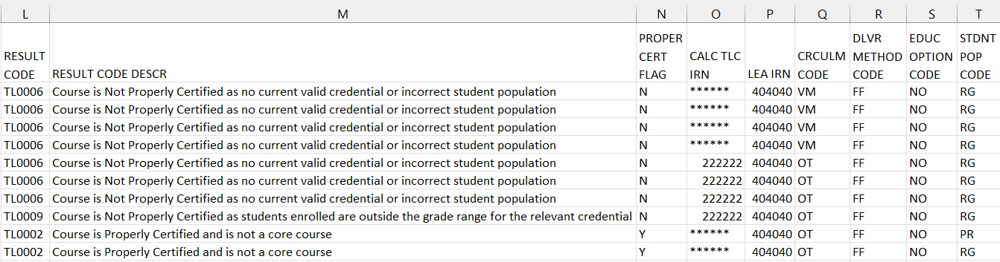 L M N O P Q R S T
PROPER DLVR EDUC STDNT
RESULT CERT CALC TLC CRCULM METHOD OPTION POP
CODE RESULT CODE DESCR FLAG IRN LEA IRN CODE CODE CODE CODE
TL0006 Course is Not Properly Certified as no current valid credential or incorrect student population N ****** 404040 VM FF NO RG
TL0006 Course is Not Properly Certified as no current valid credential or incorrect student population N ****** 404040 VM FF NO RG
TL0006 Course is Not Properly Certified as no current valid credential or incorrect student population N ****** 404040 VM FF NO RG
TL0006 Course is Not Properly Certified as no current valid credential or incorrect student population N ****** 404040 VM FF NO RG
TL0006 Course is Not Properly Certified as no current valid credential or incorrect student population N 222222 404040 OT FF NO RG
TL0006 Course is Not Properly Certified as no current valid credential or incorrect student population N 222222 404040 OT FF NO RG
TL0006 Course is Not Properly Certified as no current valid credential or incorrect student population N 222222 404040 OT FF NO RG
TL0009 Course is Not Properly Certified as students enrolled are outside the grade range for the relevant credential N 222222 404040 OT FF NO RG
TL0002 Course is Properly Certified and is not a core course Y ****** 404040 OT FF NO PR
TL0002 Course is Properly Certified and is not a core course Y ****** 404040 OT FF NO RG